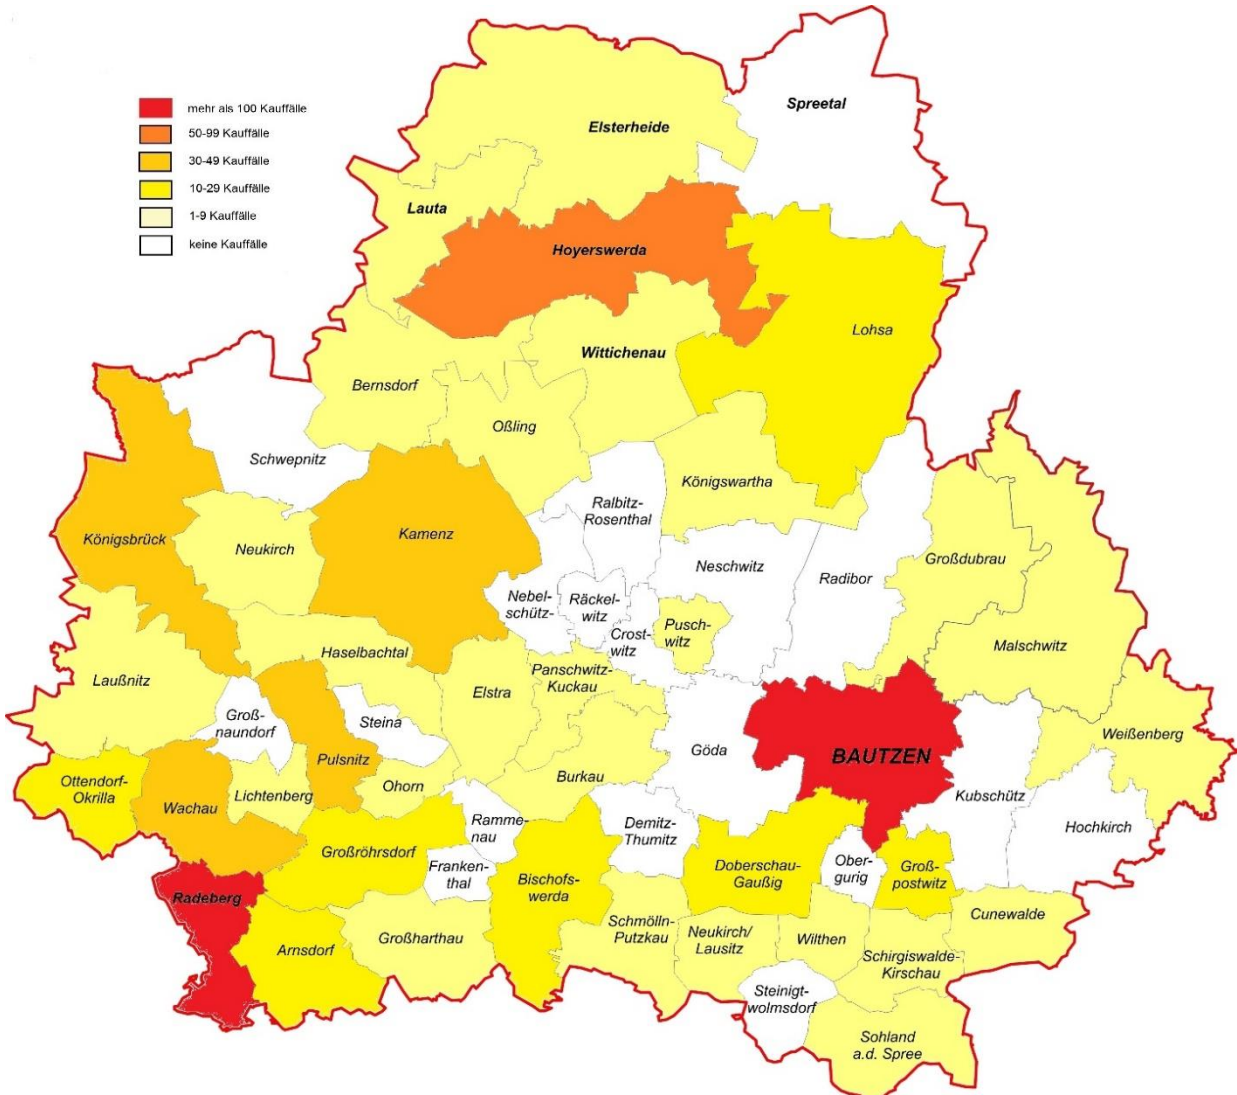 mehr als 100 Kauffälle
50-99 Kauffälle
30-49 Kauffälle
10-29 Kauffälle
1-9 Kauffälle
keine Kauffälle
Spreetal
Elsterheide
Lauta
Hoyerswerda
Lohsa
Wittichenau
Bernsdorf
Oßling
Schwepnitz
Königswartha
Ralbitz-
Rosenthal
Königsbrück
Neukirch
Kamenz
Neschwitz
Radibor
Großdubrau
Nebel-
schütz-
Räckel-
witz
Crost-
witz
Pusch-
witz
Malschwitz
Haselbachtal
Laußnitz
Elstra
Panschwitz-
Kuckau
Groß-
naundorf
Steina
Göda
Weißenberg
Pulsnitz
BAUTZEN
Ottendorf-
Okrilla
Wachau
Lichtenberg
Ohorn
Burkau
Kubschütz
Hochkirch
Ramme-
nau
Demitz-
Thumitz
Großröhrsdorf
Franken-
thal
Bischofs-
werda
Doberschau-
Gaußig
Ober-
gurig
Groß-
postwitz
Radeberg
Cunewalde
Schmölln-
Putzkau
Neukirch/
Lausitz
Wilthen
Großharthau
Arnsdorf
Schirgiswalde-
Kirschau
Steinigt-
wolmsdorf
Sohland
a.d. Spree